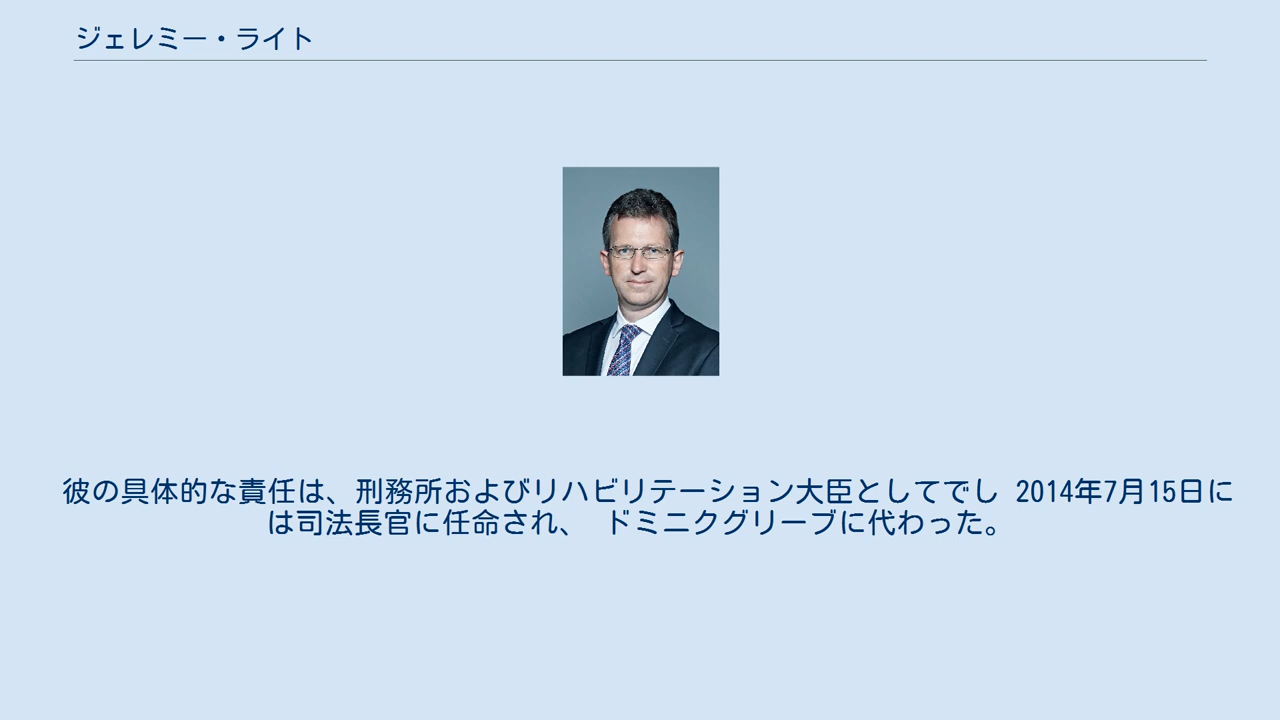 ジェレミー・ライト
彼の具体的な責任は、刑務所およびリハビリテーション大臣としてでし 2014年7月15日に
は司法長官に任命され、 ドミニクグリーブに代わった。